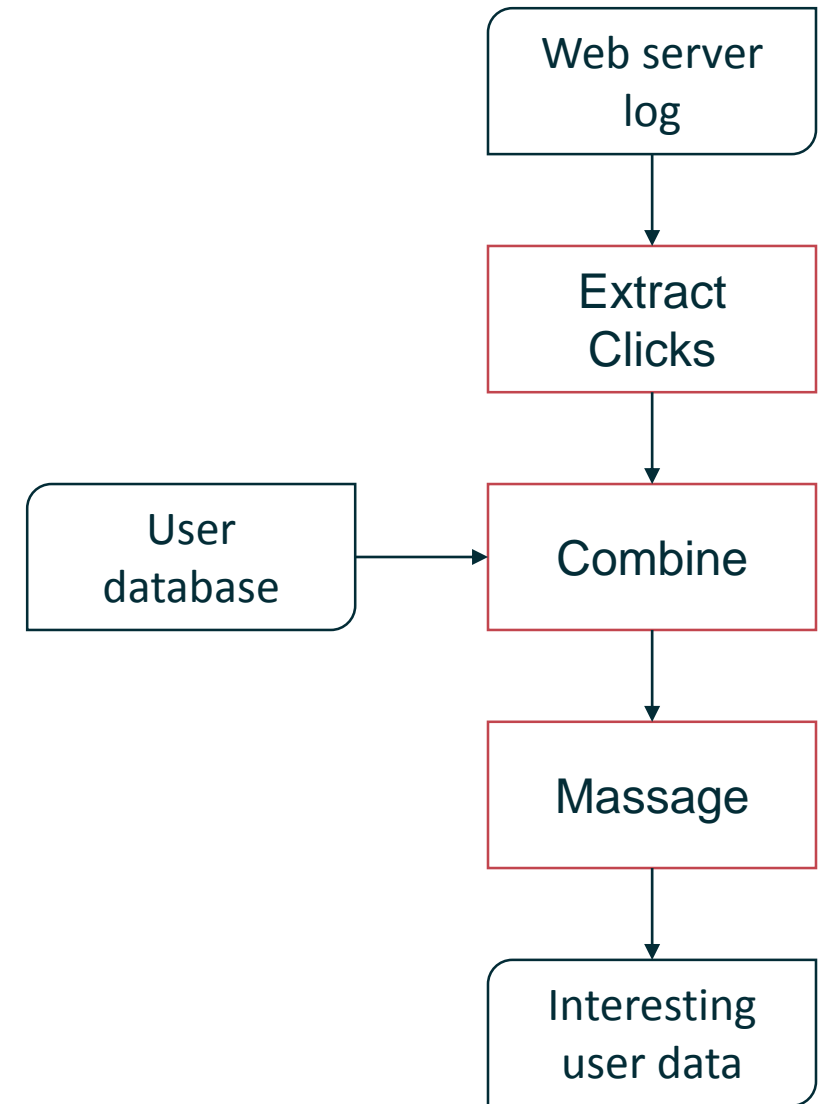 Web server
log
Extract
Clicks
User
database
Combine
Massage
Interesting
user data